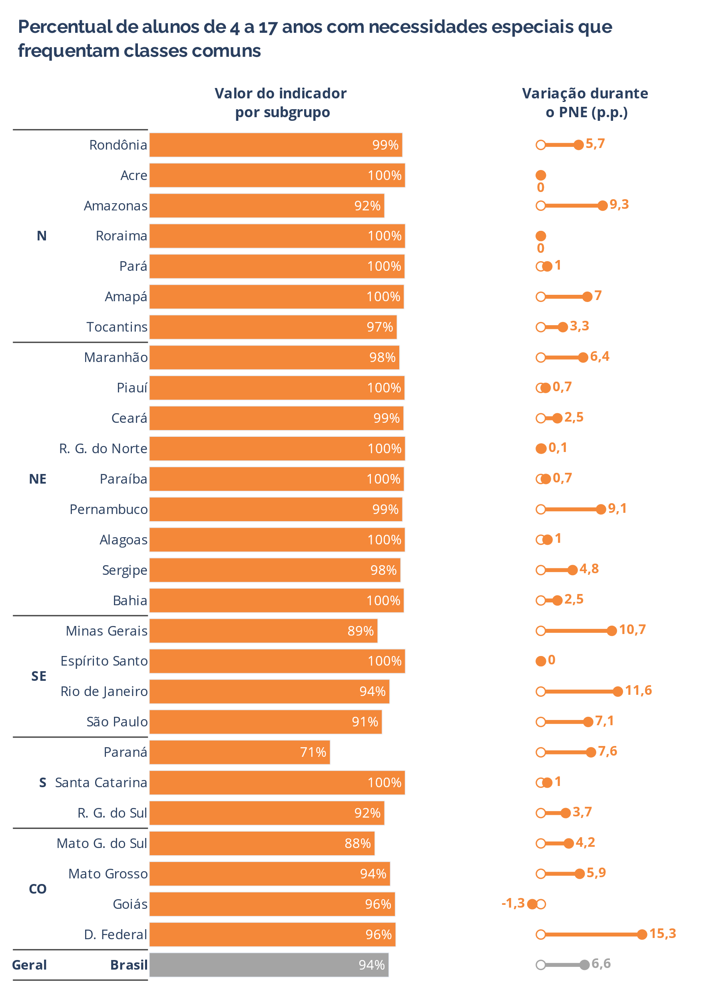 Percentual de alunos de 4 a 17 anos com necessidades especiais que
frequentam classes comuns
Valor do indicador
por subgrupo
Variação durante
o PNE (p.p.)
Rondônia 99% 5,7
Acre 100% 0
Amazonas 92% 9,3
N Roraima 100% 0
Pará 100% 1
Amapá 100% 7
Tocantins 97% 3,3
Maranhão 98% 6,4
Piauí 100% 0,7
Ceará 99% 2,5
R. G. do Norte 100% 0,1
NE Paraíba 100% 0,7
Pernambuco 99% 9,1
Alagoas 100% 1
Sergipe 98% 4,8
Bahia 100% 2,5
Minas Gerais 89% 10,7
Espírito Santo 100% 0
SE
Rio de Janeiro 94% 11,6
São Paulo 91% 7,1
Paraná 71% 7,6
S Santa Catarina 100% 1
R. G. do Sul 92% 3,7
Mato G. do Sul 88% 4,2
Mato Grosso 94% 5,9
CO
Goiás 96% -1,3
D. Federal 96% 15,3
Geral Brasil 94% 6,6